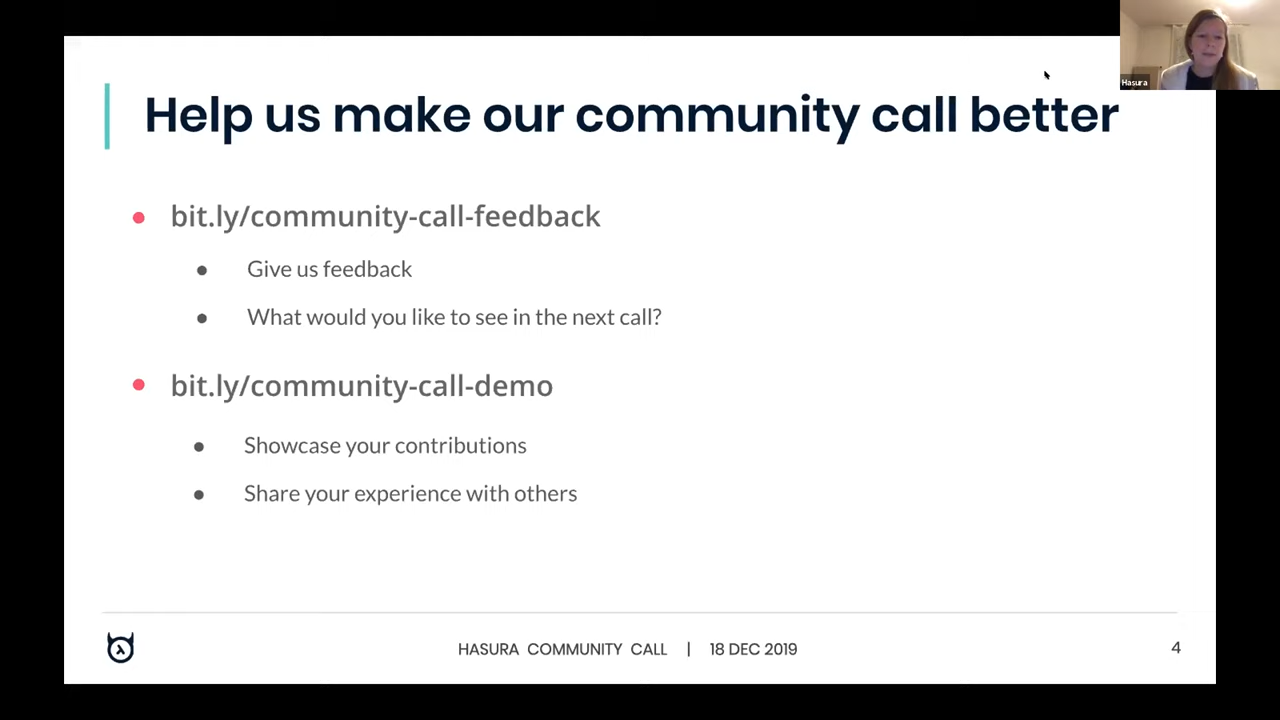 Help us make our community call better
Hasura
bit.ly/community-call-feedback
Give us feedback
What would you like to see in the next call?
bit.ly/community-call-demo
Showcase your contributions
Share your experience with others
HASURA COMMUNITY CALL | 18 DEC 2019
4